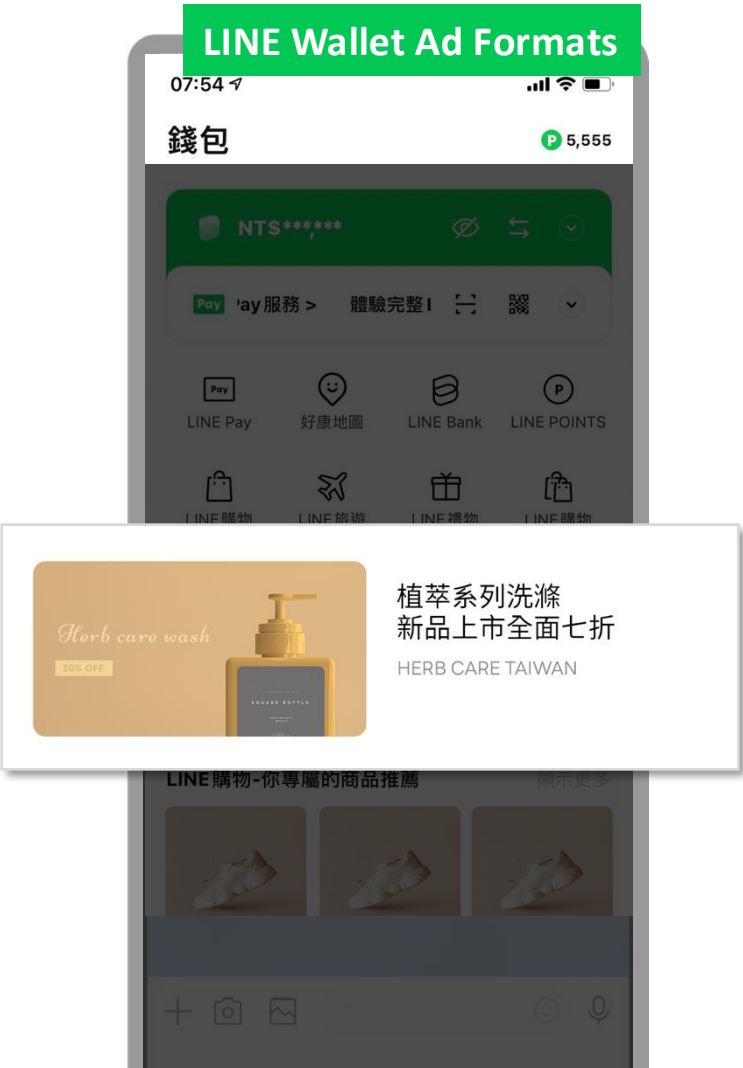 LINE Wallet Ad Formats
07:54
錢包
P 5,555
NT$***,***
Pay 'ay服務 > 體驗完整
Pay P
LINE Pay 好康地圖 LINE Bank LINE POINTS
LINE購物 LINE旅遊 LINE禮物 LINE購物
Herb care wash
30% OFF
SQUARE BOTTLE
植萃系列洗滌
新品上市全面七折
HERB CARE TAIWAN
LINE購物-你專屬的商品推薦 顯示更多